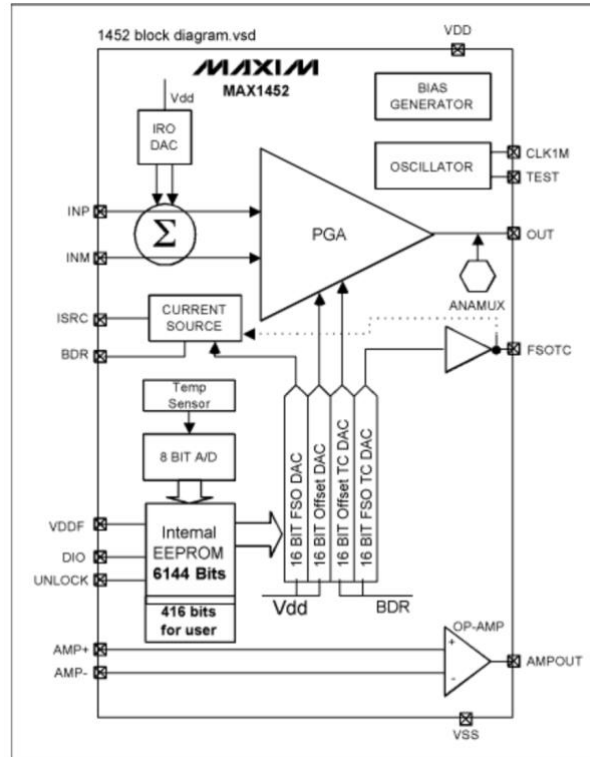 1452 block diagram.vsd
VDD
MAXIM
MAX1452
Vdd
IRO
DAC
BIAS
GENERATOR
OSCILLATOR
CLK1M
TEST
INP
INM
Σ
PGA
OUT
ANAMUX
ISRC
BDR
CURRENT
SOURCE
FSOTC
Temp
Sensor
8 BIT A/D
16 BIT FSO DAC
16 BIT Offset DAC
16 BIT Offset TC DAC
16 BIT FSO TC DAC
VDDF
DIO
UNLOCK
Internal
EEPROM
6144 Bits
416 bits
for user
Vdd
BDR
OP-AMP
AMP+
AMP-
+
-
AMPOUT
VSS